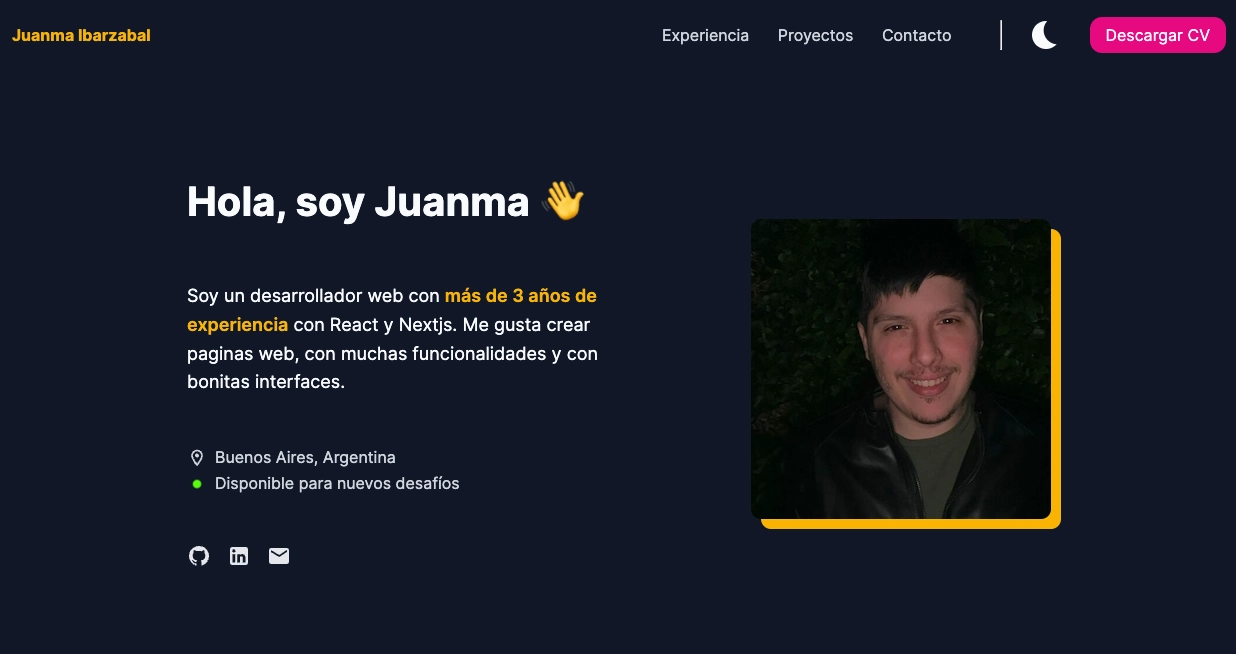 Juanma Ibarzabal
Experiencia
Proyectos
Contacto
Descargar CV
Hola, soy Juanma 👋
Soy un desarrollador web con más de 3 años de
experiencia con React y Nextjs. Me gusta crear
paginas web, con muchas funcionalidades y con
bonitas interfaces.
Buenos Aires, Argentina
Disponible para nuevos desafíos